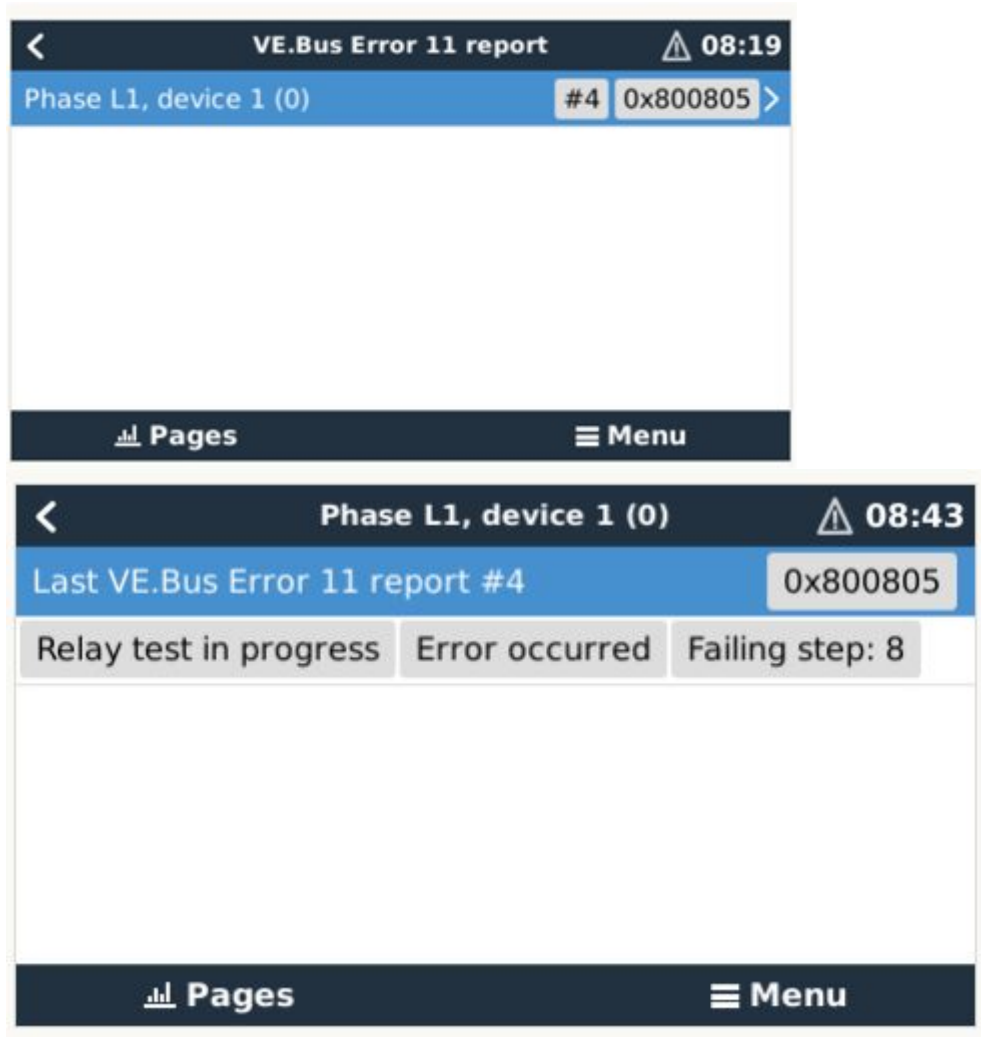 VE.Bus Error 11 report 08:19
Phase L1, device 1 (0) #4 0x800805
Pages Menu
Phase L1, device 1 (0) 08:43
Last VE.Bus Error 11 report #4 0x800805
Relay test in progress Error occurred Failing step: 8
Pages Menu